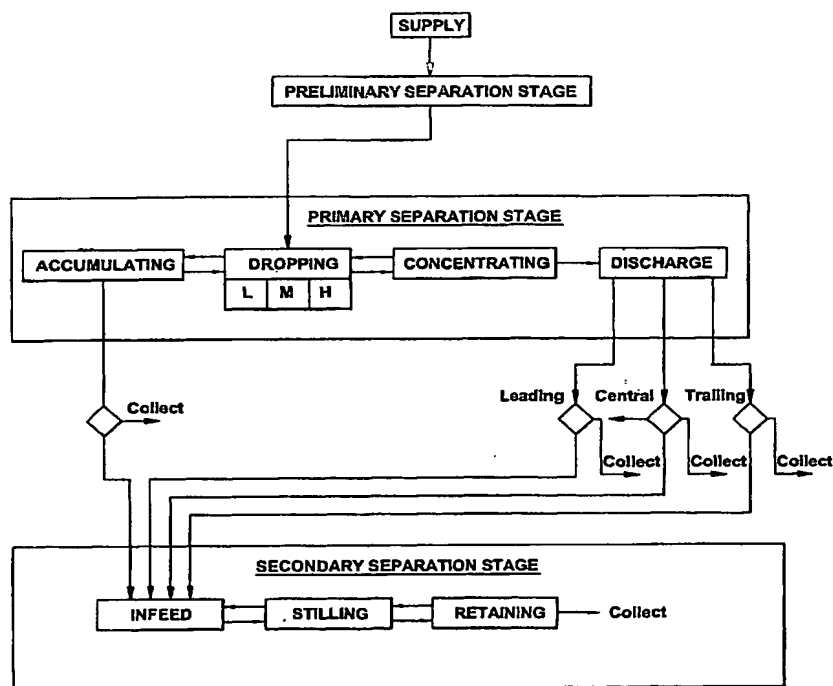 SUPPLY
PRELIMINARY SEPARATION STAGE
PRIMARY SEPARATION STAGE
ACCUMULATING
DROPPING
CONCENTRATING
DISCHARGE
L M H
Leading
Central
Trailing
Collect
Collect
Collect
Collect
SECONDARY SEPARATION STAGE
INFEED
STILLING
RETAINING
Collect